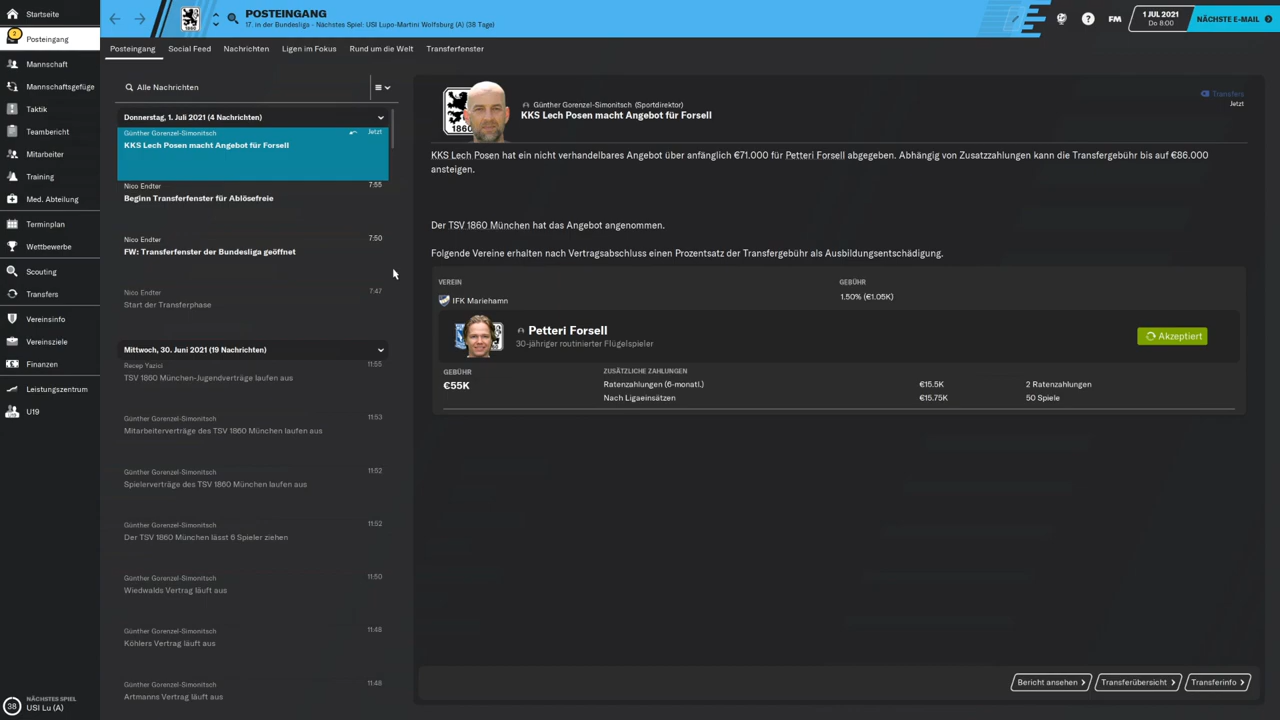 Startseite
POSTEINGANG
17. in der Bundesliga - Nächstes Spiel: USI Lupo-Martini Wolfsburg (A) (38 Tage)
FM
1 JUL 2021
Do 8:00
NÄCHSTE E-MAIL
2
Posteingang
Mannschaft
Mannschaftsgefüge
Taktik
Teambericht
Mitarbeiter
Training
Med. Abteilung
Terminplan
Wettbewerbe
Scouting
Transfers
Vereinsinfo
Vereinsziele
Finanzen
Leistungszentrum
U19
38
NÄCHSTES SPIEL
USI Lu (A)
Posteingang
Social Feed
Nachrichten
Ligen im Fokus
Rund um die Welt
Transferfenster
Alle Nachrichten
Donnerstag, 1. Juli 2021 (4 Nachrichten)
Günther Gorenzel-Simonitsch
Jetzt
KKS Lech Posen macht Angebot für Forsell
Nico Endter
7:55
Beginn Transferfenster für Ablösefreie
Nico Endter
7:50
FW: Transferfenster der Bundesliga geöffnet
Nico Endter
7:47
Start der Transferphase
Mittwoch, 30. Juni 2021 (19 Nachrichten)
Racep Yazici
11:55
TSV 1860 München-Jugendverträge laufen aus
Günther Gorenzel-Simonitsch
11:53
Mitarbeiterverträge des TSV 1860 München laufen aus
Günther Gorenzel-Simonitsch
11:52
Spielerverträge des TSV 1860 München laufen aus
Günther Gorenzel-Simonitsch
11:52
Der TSV 1860 München lässt 6 Spieler ziehen
Günther Gorenzel-Simonitsch
11:50
Wiedwalds Vertrag läuft aus
Günther Gorenzel-Simonitsch
11:48
Köhlers Vertrag läuft aus
Günther Gorenzel-Simonitsch
11:48
Artmanns Vertrag läuft aus
1860
Günther Gorenzel-Simonitsch (Sportdirektor)
KKS Lech Posen macht Angebot für Forsell
Transfers
Jetzt
KKS Lech Posen hat ein nicht verhandelbares Angebot über anfänglich €71.000 für Petteri Forsell abgegeben. Abhängig von Zusatzzahlungen kann die Transfergebühr bis auf €86.000
ansteigen.
Der TSV 1860 München hat das Angebot angenommen.
Folgende Vereine erhalten nach Vertragsabschluss einen Prozentsatz der Transfergebühr als Ausbildungsentschädigung.
VEREIN
GEBÜHR
IFK Mariehamn
1.50% (€1.05K)
Petteri Forsell
30-jähriger routinierter Flügelspieler
Akzeptiert
GEBÜHR
ZUSÄTZLICHE ZAHLUNGEN
€55K
Ratenzahlungen (6-monatl.)
€15.5K
2 Ratenzahlungen
Nach Ligaeinsätzen
€15.75K
50 Spiele
Bericht ansehen
Transferübersicht
Transferinfo